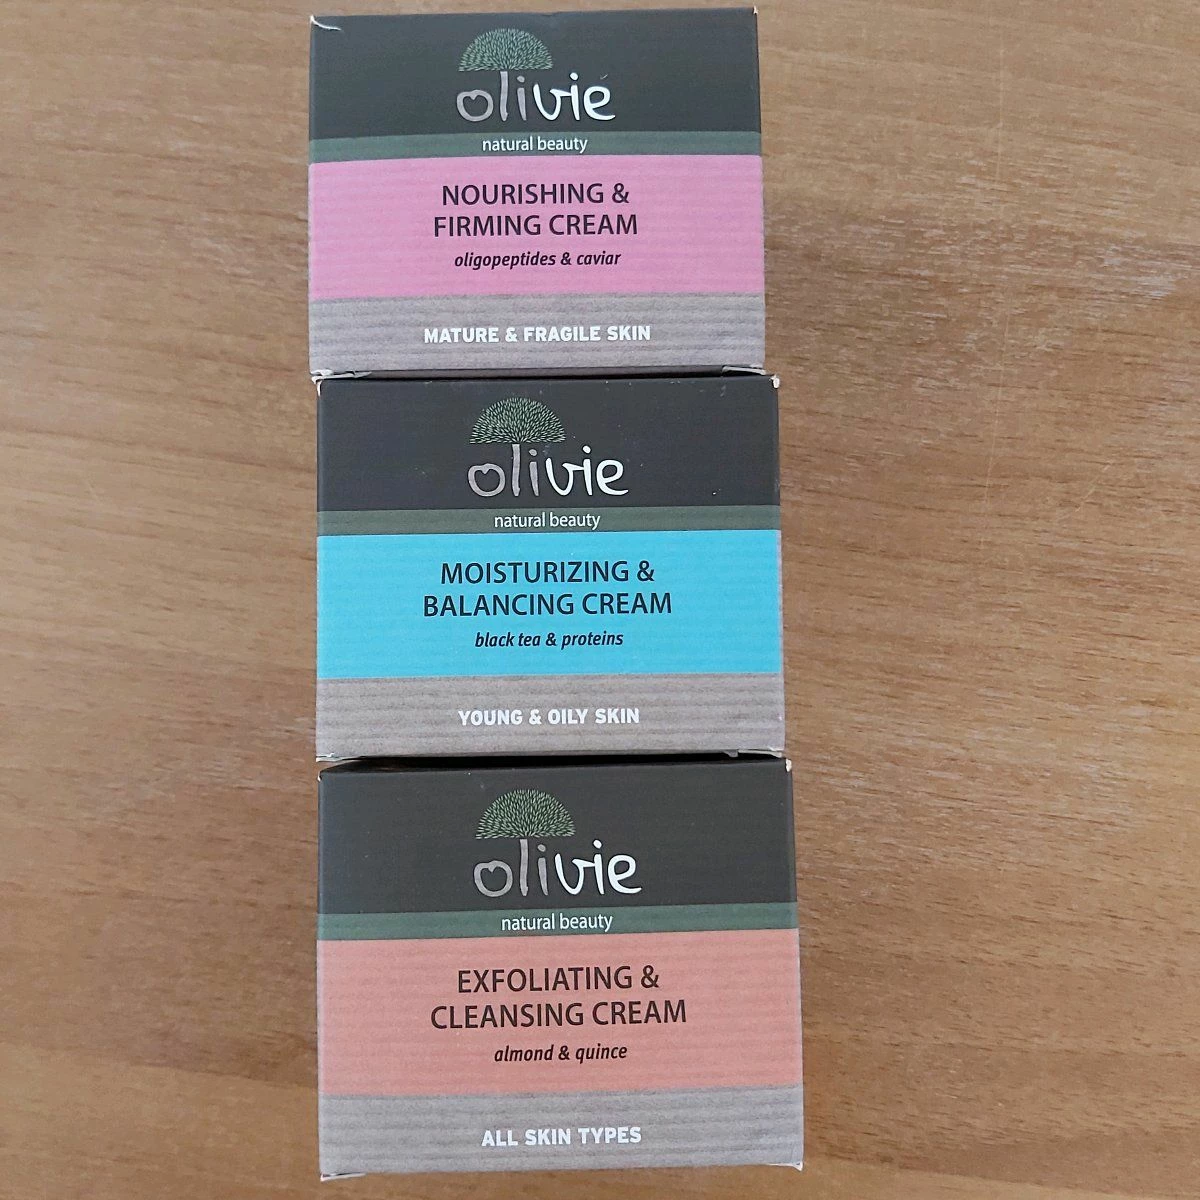 olivie
natural beauty
NOURISHING &
FIRMING CREAM
oligopeptides & caviar
MATURE & FRAGILE SKIN
olivie
natural beauty
MOISTURIZING &
BALANCING CREAM
black tea & proteins
YOUNG & OILY SKIN
olivie
natural beauty
EXFOLIATING &
CLEANSING CREAM
almond & quince
ALL SKIN TYPES